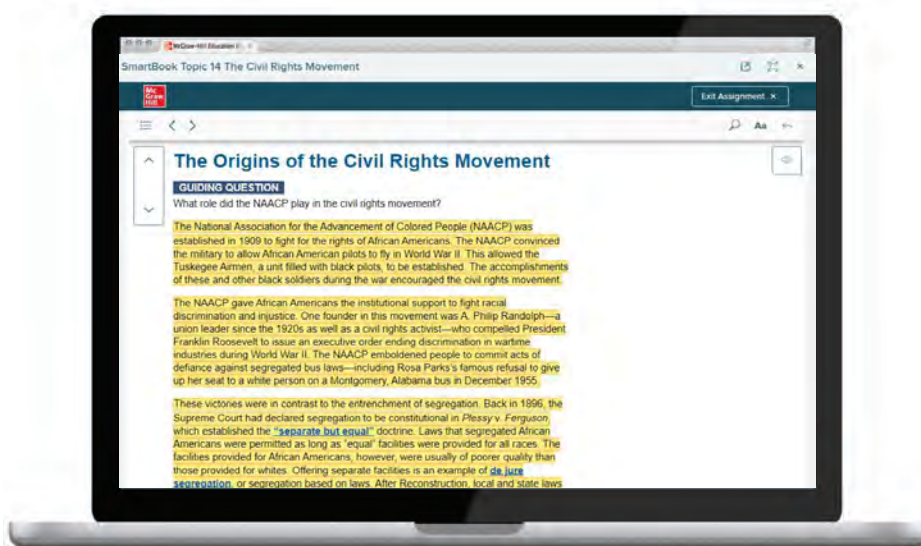 McGraw-Hill Education
SmartBook Topic 14 The Civil Rights Movement
Mc
Graw
Hill
Exit Assignment ×
Aa
The Origins of the Civil Rights Movement
GUIDING QUESTION
What role did the NAACP play in the civil rights movement?
The National Association for the Advancement of Colored People (NAACP) was
established in 1909 to fight for the rights of African Americans. The NAACP convinced
the military to allow African American pilots to fly in World War II. This allowed the
Tuskegee Airmen, a unit filled with black pilots, to be established. The accomplishments
of these and other black soldiers during the war encouraged the civil rights movement.
The NAACP gave African Americans the institutional support to fight racial
discrimination and injustice. One founder in this movement was A. Philip Randolph—a
union leader since the 1920s as well as a civil rights activist—who compelled President
Franklin Roosevelt to issue an executive order ending discrimination in wartime
industries during World War II. The NAACP emboldened people to commit acts of
defiance against segregated bus laws—including Rosa Parks's famous refusal to give
up her seat to a white person on a Montgomery, Alabama bus in December 1955.
These victories were in contrast to the entrenchment of segregation. Back in 1896, the
Supreme Court had declared segregation to be constitutional in Plessy v. Ferguson,
which established the "separate but equal" doctrine. Laws that segregated African
Americans were permitted as long as "equal" facilities were provided for all races. The
facilities provided for African Americans, however, were usually of poorer quality than
those provided for whites. Offering separate facilities is an example of de jure
segregation, or segregation based on laws. After Reconstruction, local and state laws